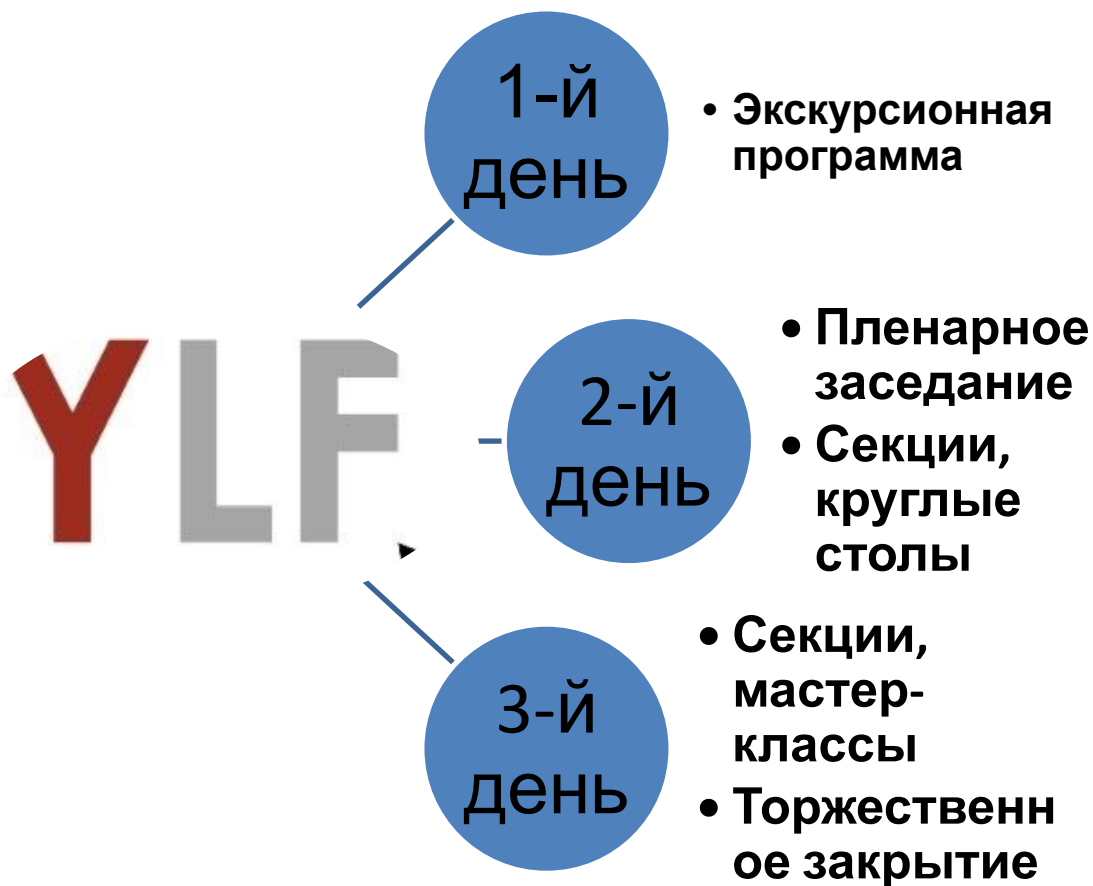 1-й
день
• Экскурсионная
программа
YLF
2-й
день
• Пленарное
заседание
• Секции,
круглые
столы
3-й
день
• Секции,
мастер-
классы
• Торжественн
ое закрытие